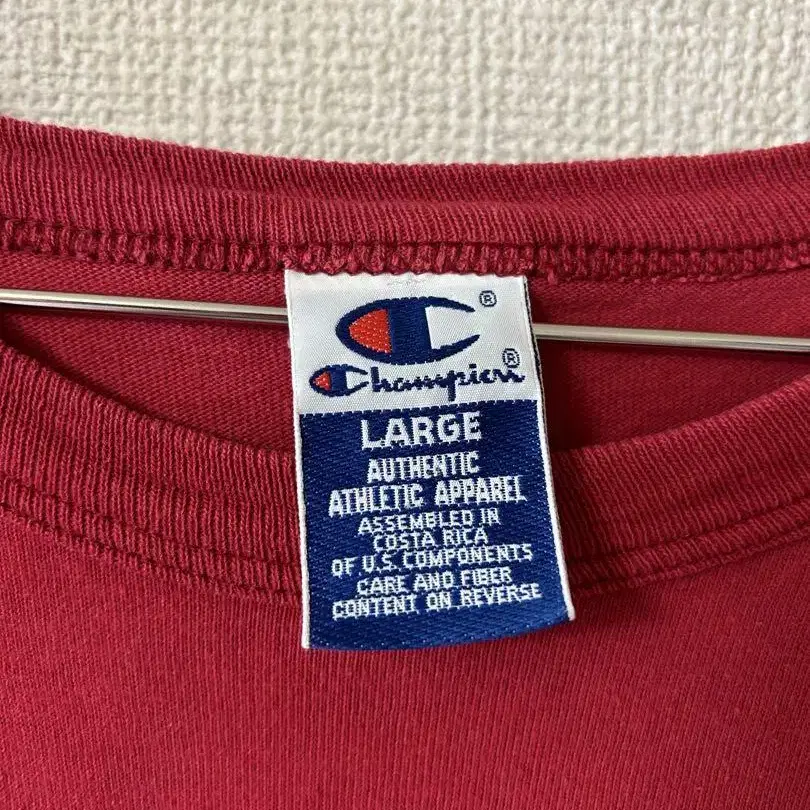 ®
Champion®
LARGE
AUTHENTIC
ATHLETIC APPAREL
ASSEMBLED IN
COSTA RICA
OF U.S. COMPONENTS
CARE AND FIBER
CONTENT ON REVERSE